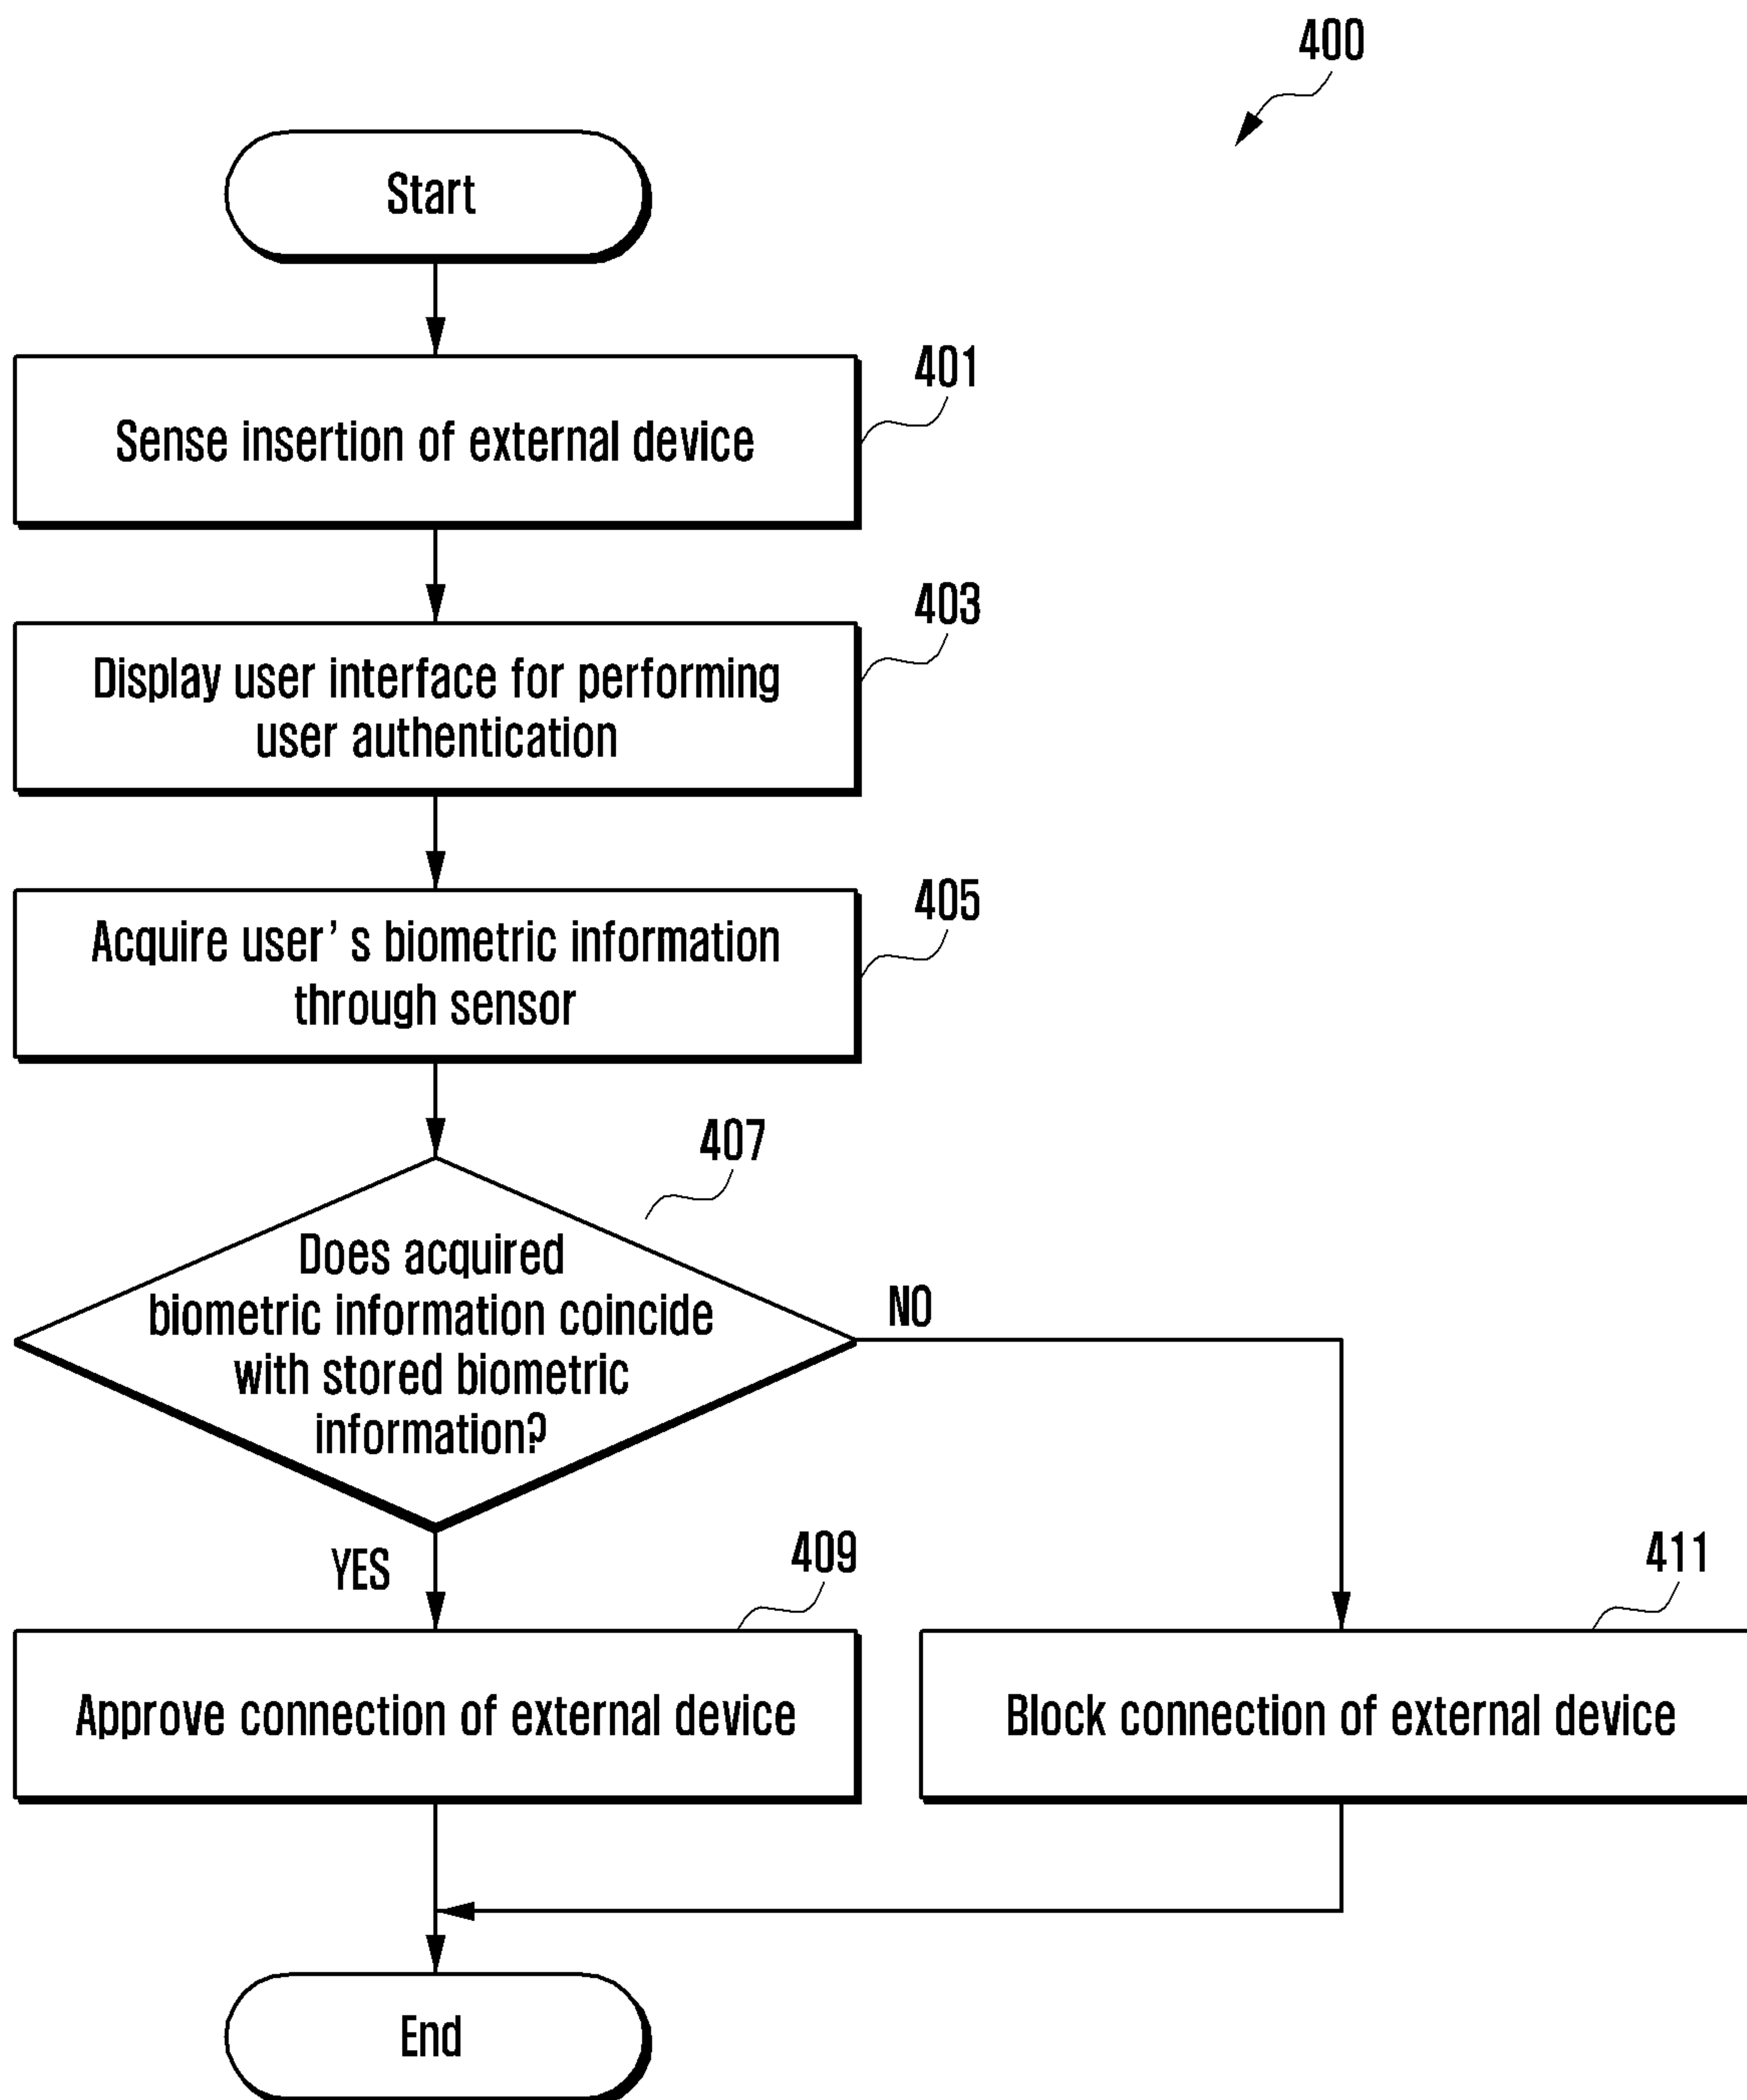 400
Start
401
Sense insertion of external device
403
Display user interface for performing
user authentication
405
Acquire user’ s biometric information
through sensor
407
Does acquired
biometric information coincide
with stored biometric
information?
NO
YES
409
411
Approve connection of external device
Block connection of external device
End